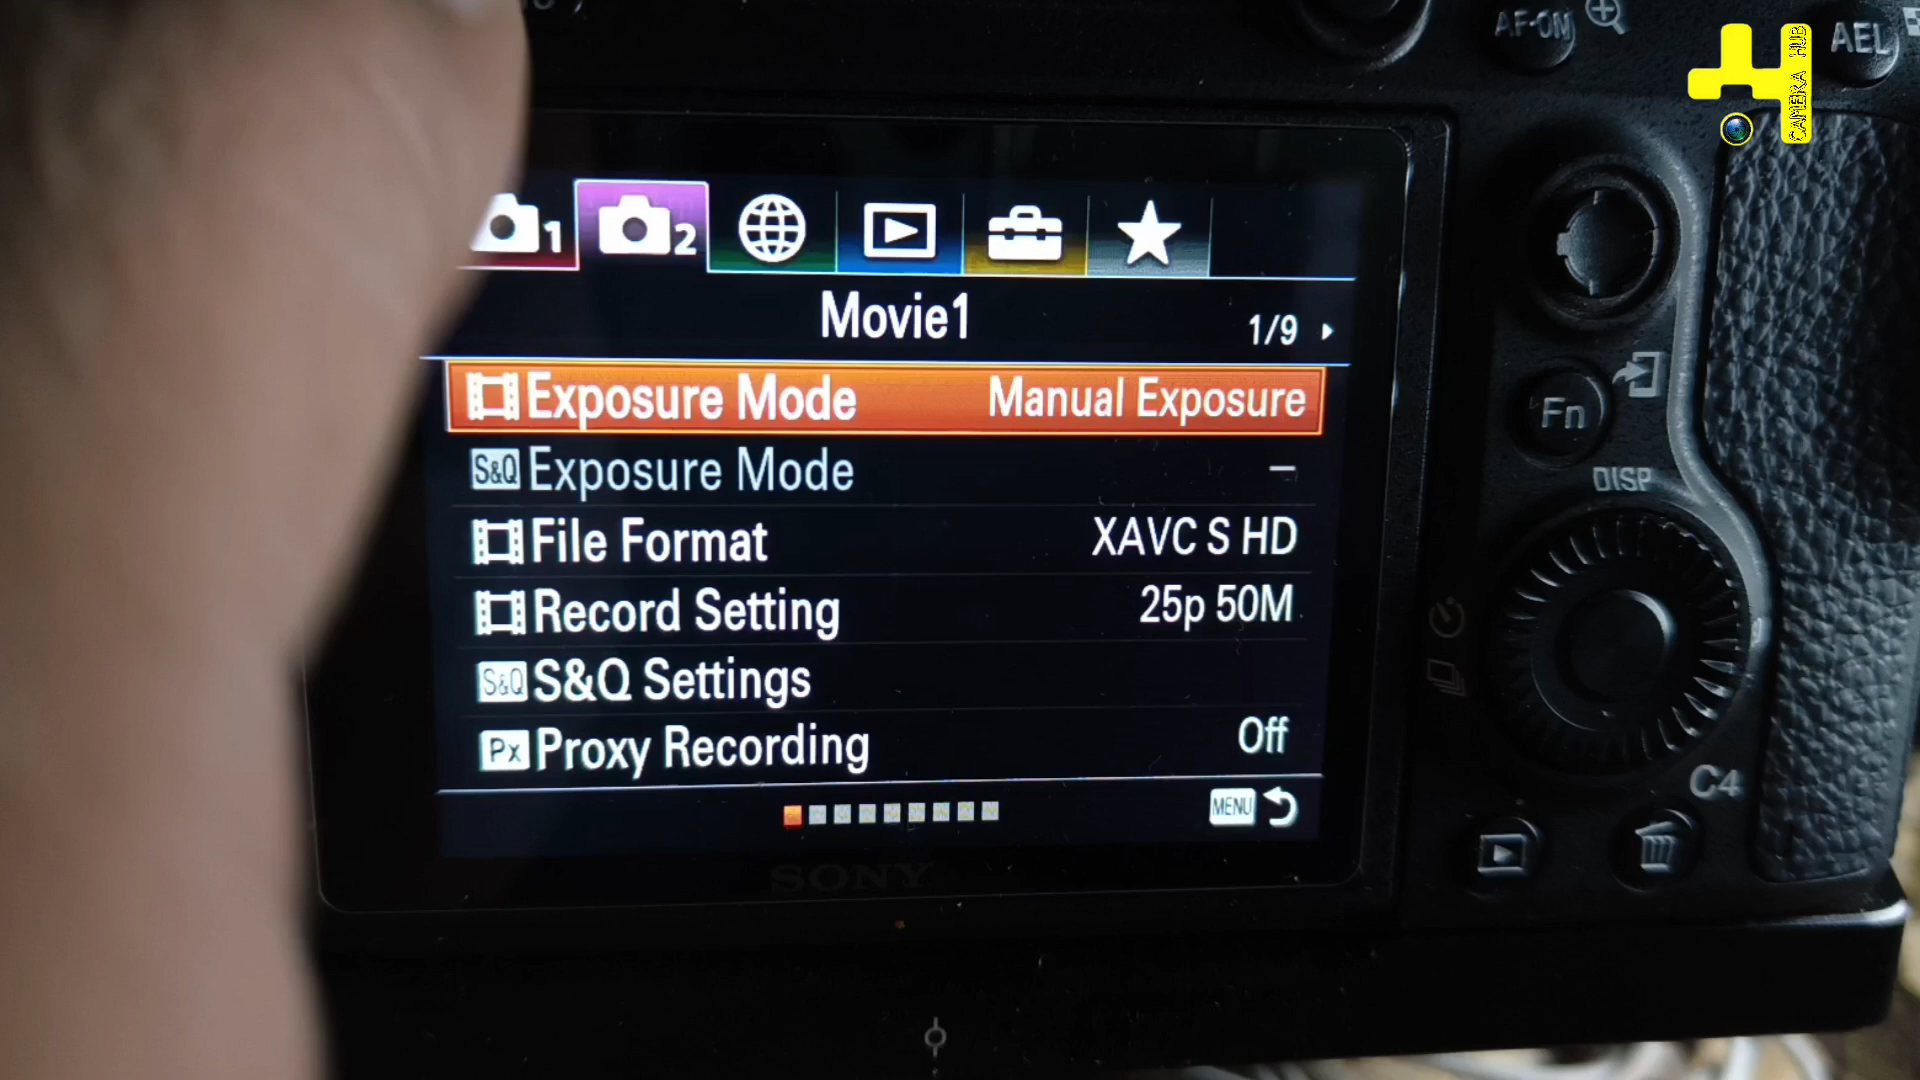 AF-ON
AEL
CAMERA HUB
1
2
Movie1
1/9
Exposure Mode Manual Exposure
S&Q Exposure Mode –
File Format XAVC S HD
Record Setting 25p 50M
S&Q S&Q Settings
Px Proxy Recording Off
MENU
SONY
Fn
DISP
C4